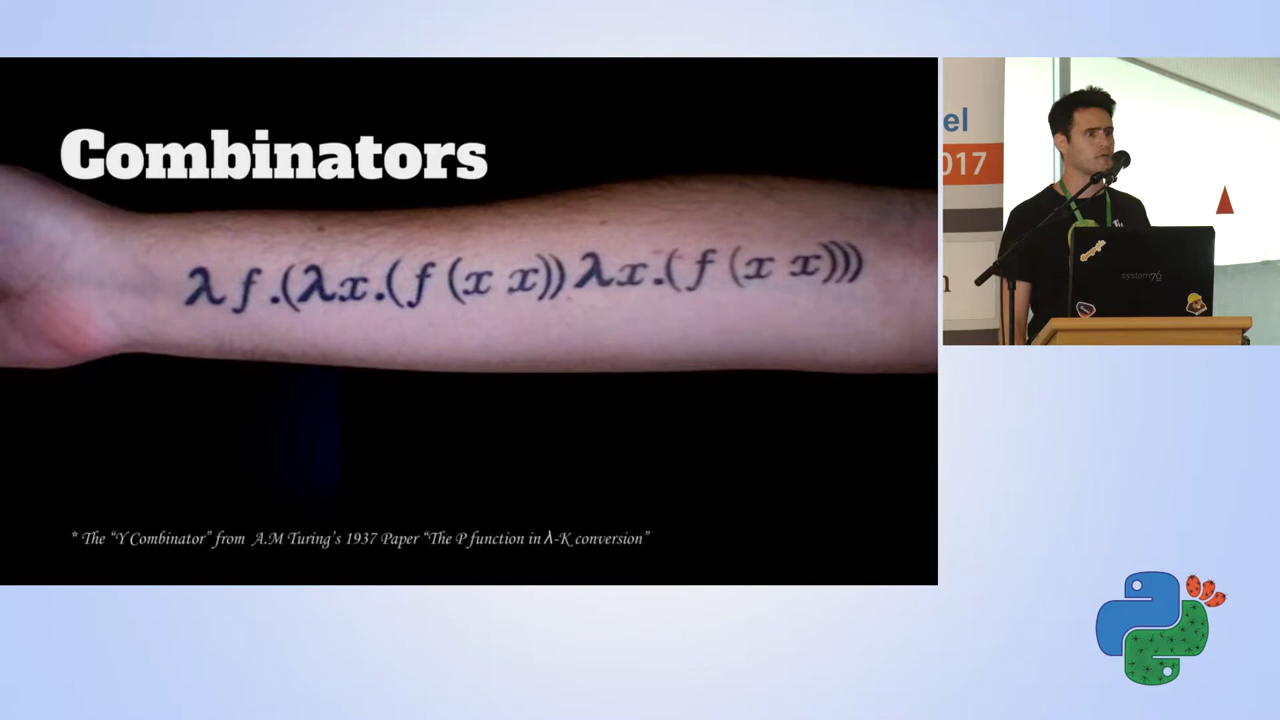 Combinators
λf.(λx.(f (x x)) λx.(f (x x)))
* The “Y Combinator” from A.M Turing’s 1937 Paper “The P function in λ-K conversion”
el
017
n
system76